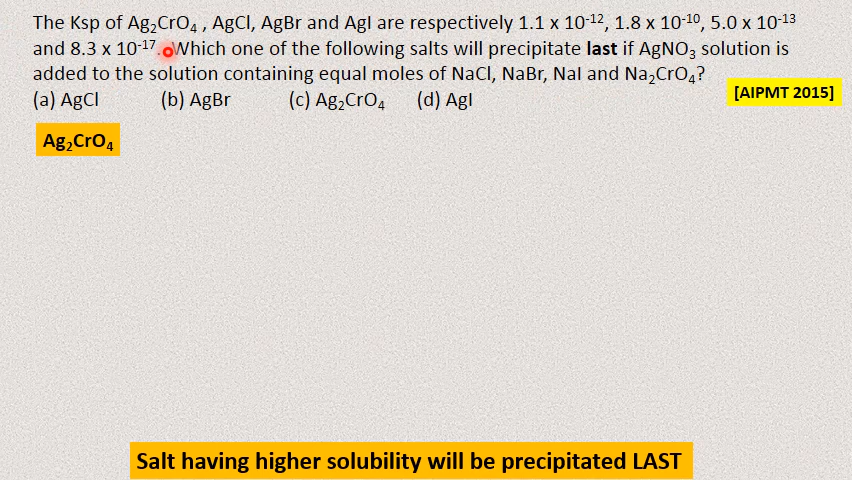 The Ksp of Ag₂CrO₄ , AgCl, AgBr and AgI are respectively 1.1 x 10⁻¹², 1.8 x 10⁻¹⁰, 5.0 x 10⁻¹³
and 8.3 x 10⁻¹⁷. Which one of the following salts will precipitate last if AgNO₃ solution is
added to the solution containing equal moles of NaCl, NaBr, NaI and Na₂CrO₄?
[AIPMT 2015]
(a) AgCl (b) AgBr (c) Ag₂CrO₄ (d) AgI
Ag₂CrO₄
Salt having higher solubility will be precipitated LAST